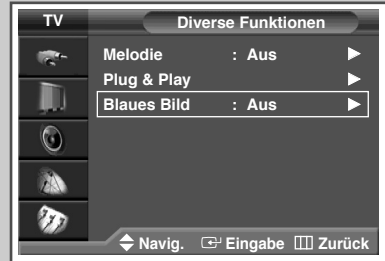 TV Diverse Funktionen
Melodie : Aus
Plug & Play
Blaues Bild : Aus
Navig. Eingabe Zurück